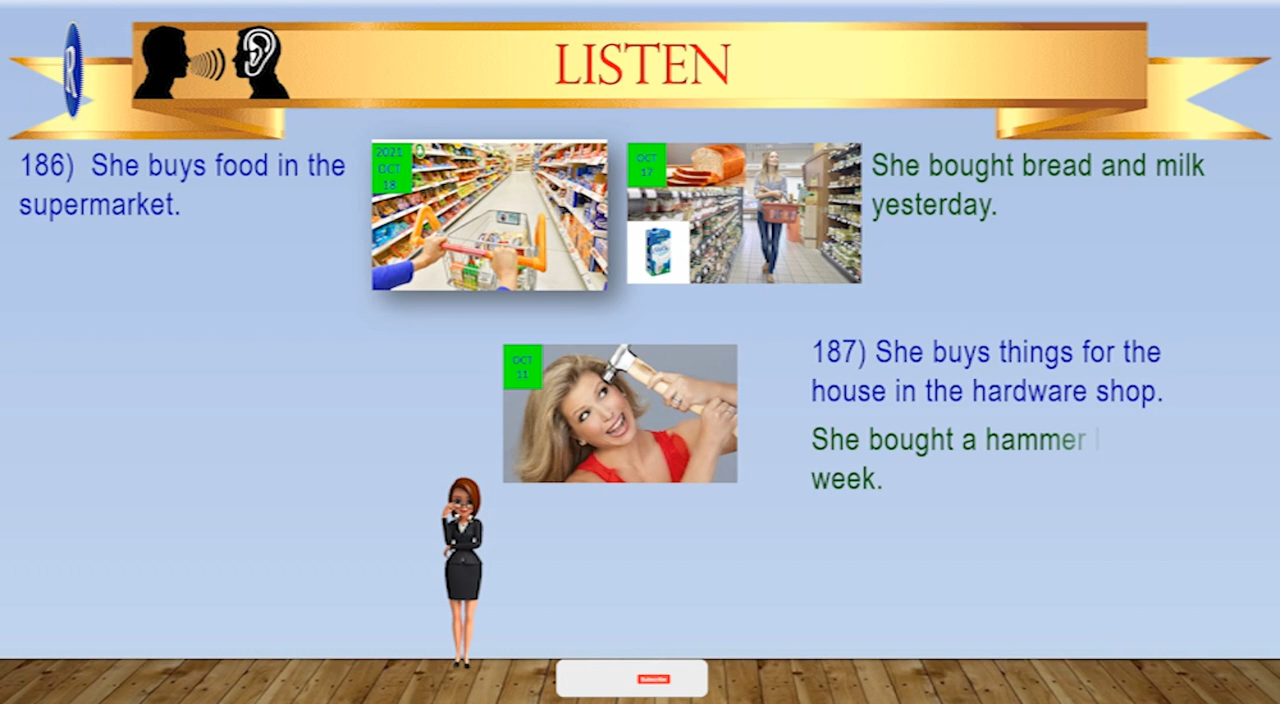 R
LISTEN
186) She buys food in the
supermarket.
2021
OCT
18
OCT
17
She bought bread and milk
yesterday.
OCT
11
187) She buys things for the
house in the hardware shop.
She bought a hammer
week.
Subscribe